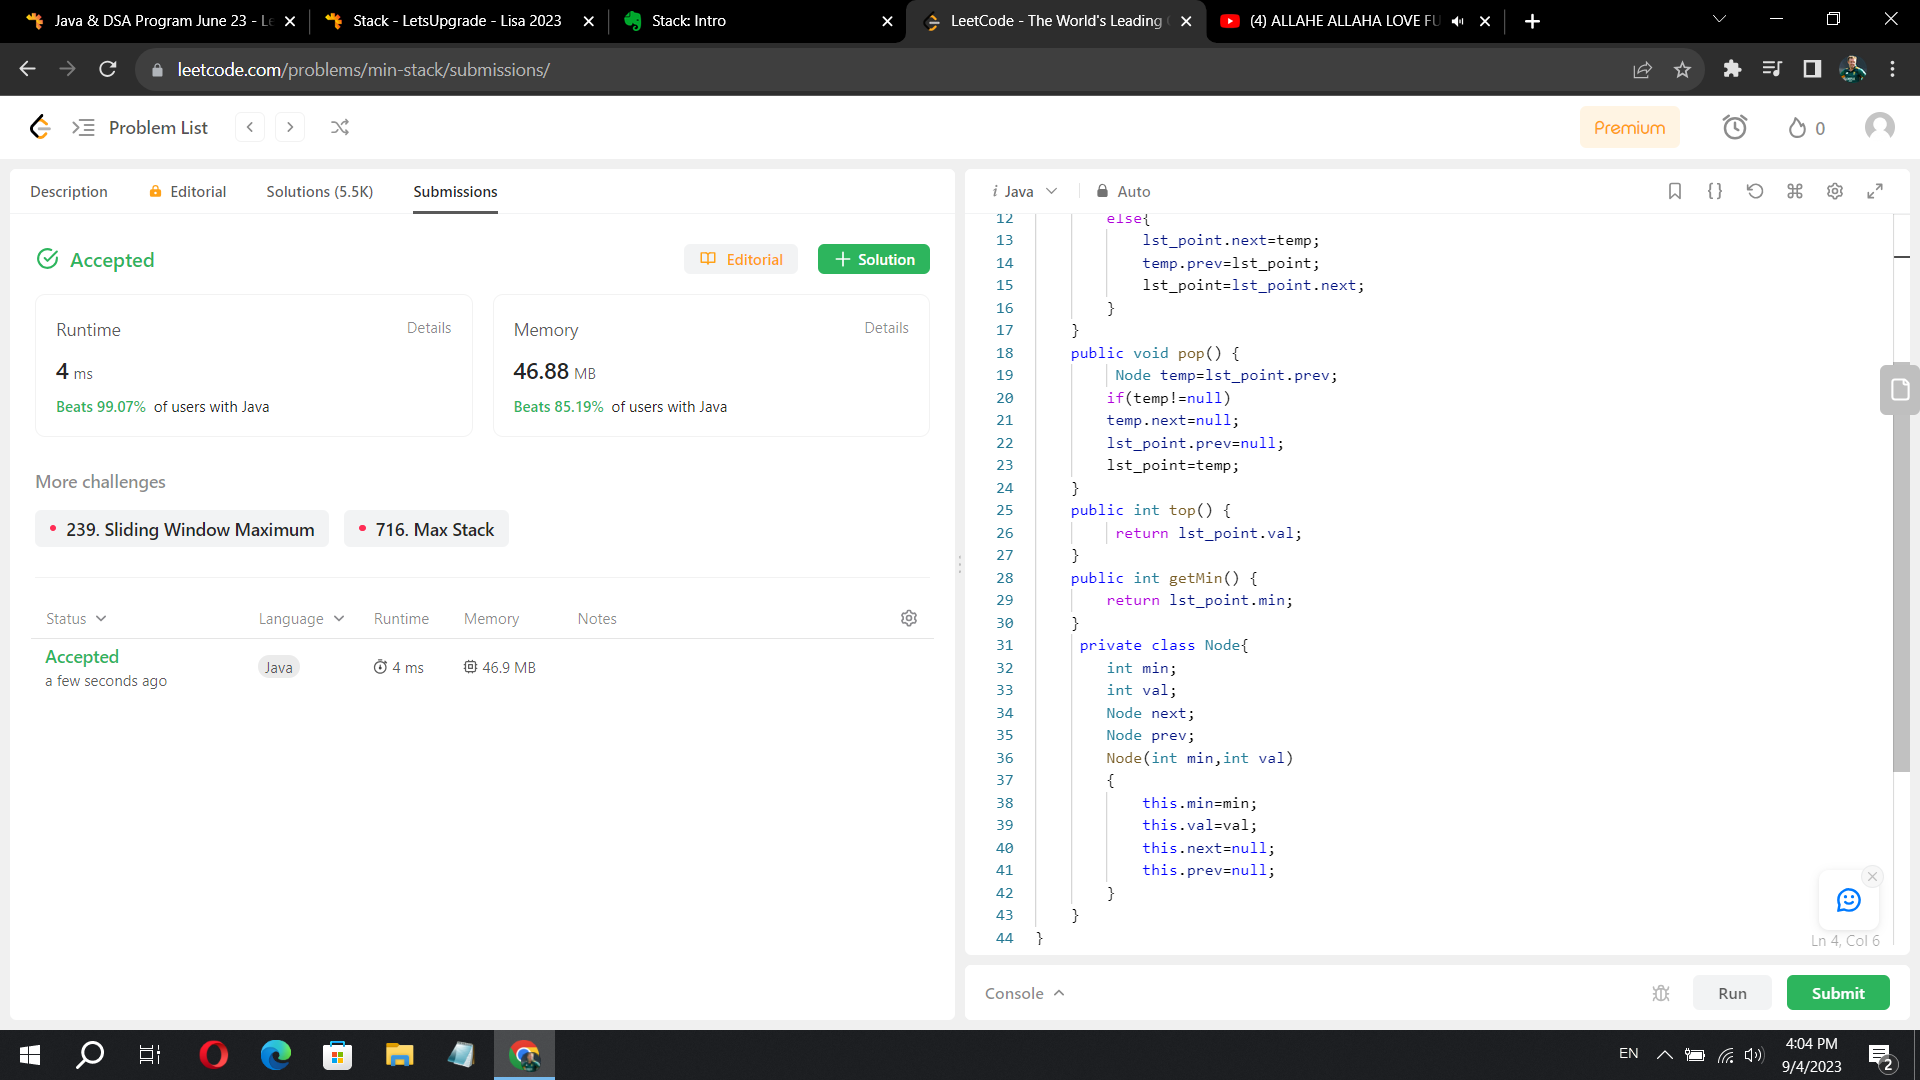 Java & DSA Program June 23 - Le
Stack - LetsUpgrade - Lisa 2023
Stack: Intro
LeetCode - The World's Leading
(4) ALLAHE ALLAHA LOVE FU
leetcode.com/problems/min-stack/submissions/
Problem List
Premium
0
Description
Editorial
Solutions (5.5K)
Submissions
Accepted
Editorial
Solution
Runtime
Details
4 ms
Beats 99.07% of users with Java
Memory
Details
46.88 MB
Beats 85.19% of users with Java
More challenges
239. Sliding Window Maximum
716. Max Stack
Status
Language
Runtime
Memory
Notes
Accepted
a few seconds ago
Java
4 ms
46.9 MB
i Java
Auto
12 else{
13 lst_point.next=temp;
14 temp.prev=lst_point;
15 lst_point=lst_point.next;
16 }
17 }
18 public void pop() {
19 Node temp=lst_point.prev;
20 if(temp!=null)
21 temp.next=null;
22 lst_point.prev=null;
23 lst_point=temp;
24 }
25 public int top() {
26 return lst_point.val;
27 }
28 public int getMin() {
29 return lst_point.min;
30 }
31 private class Node{
32 int min;
33 int val;
34 Node next;
35 Node prev;
36 Node(int min,int val)
37 {
38 this.min=min;
39 this.val=val;
40 this.next=null;
41 this.prev=null;
42 }
43 }
44 }
Ln 4, Col 6
Console
Run
Submit
EN
4:04 PM
9/4/2023
2